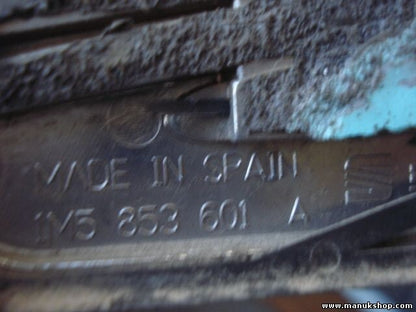 MADE IN SPAIN
1M5 853 601 A
www.manukshop.com